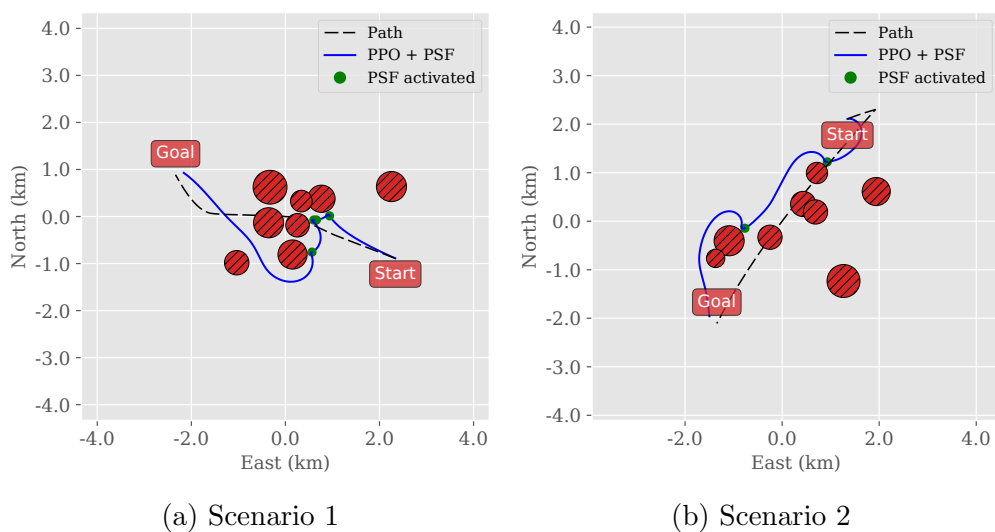 4.0
3.0
2.0
1.0
0.0
-1.0
-2.0
-3.0
-4.0
North (km)
-4.0 -2.0 0.0 2.0 4.0
East (km)
Path
PPO + PSF
PSF activated
Goal
Start
(a) Scenario 1
4.0
3.0
2.0
1.0
0.0
-1.0
-2.0
-3.0
-4.0
North (km)
-2.0 0.0 2.0 4.0
East (km)
Path
PPO + PSF
PSF activated
Start
Goal
(b) Scenario 2